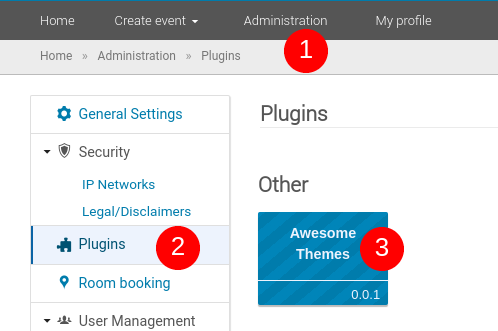 Home Create event Administration My profile
Home » Administration » Plugins
1
General Settings
Security
IP Networks
Legal/Disclaimers
Plugins
2
Room booking
User Management
Plugins
Other
Awesome
Themes
3
0.0.1